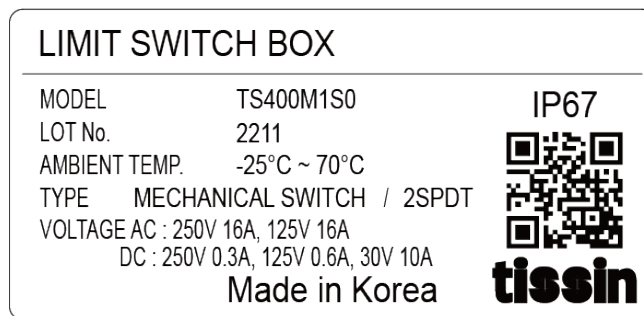 LIMIT SWITCH BOX
MODEL TS400M1S0
IP67
LOT No. 2211
AMBIENT TEMP. -25°C ~ 70°C
TYPE MECHANICAL SWITCH / 2SPDT
VOLTAGE AC : 250V 16A, 125V 16A
DC : 250V 0.3A, 125V 0.6A, 30V 10A
Made in Korea
tissin